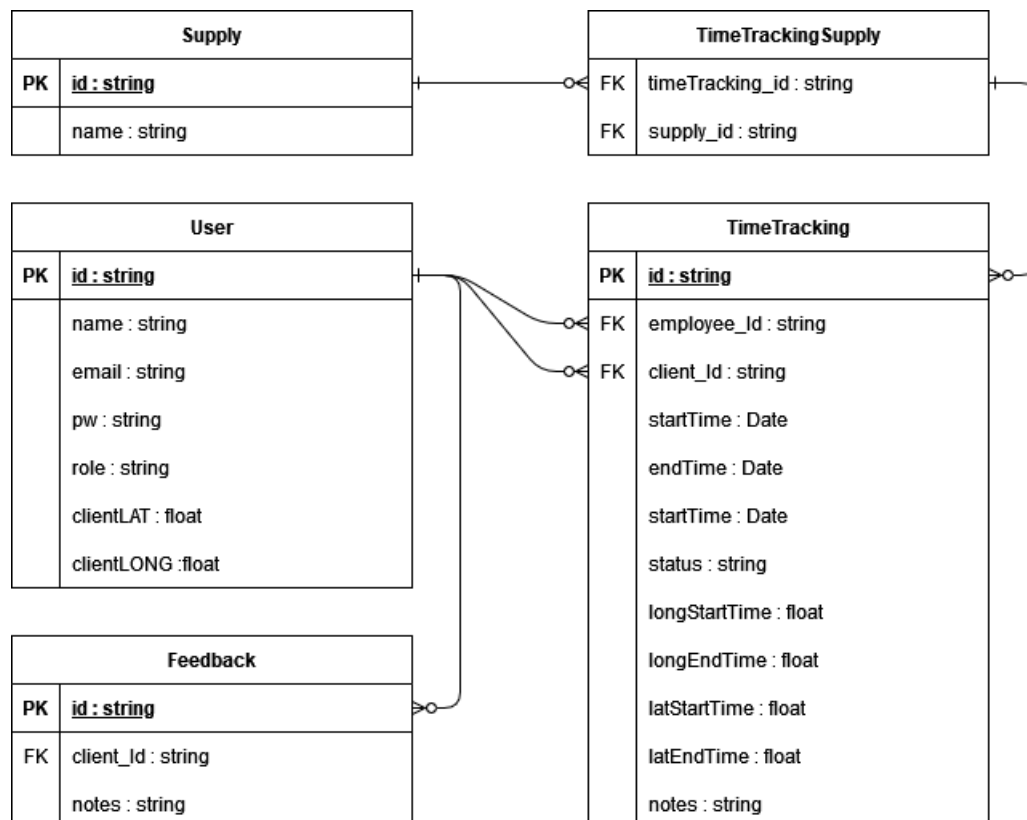 Supply
PK id : string
name : string
TimeTrackingSupply
FK timeTracking_id : string
FK supply_id : string
User
PK id : string
name : string
email : string
pw : string
role : string
clientLAT : float
clientLONG :float
TimeTracking
PK id : string
FK employee_Id : string
FK client_Id : string
startTime : Date
endTime : Date
startTime : Date
status : string
longStartTime : float
longEndTime : float
latStartTime : float
latEndTime : float
notes : string
Feedback
PK id : string
FK client_Id : string
notes : string